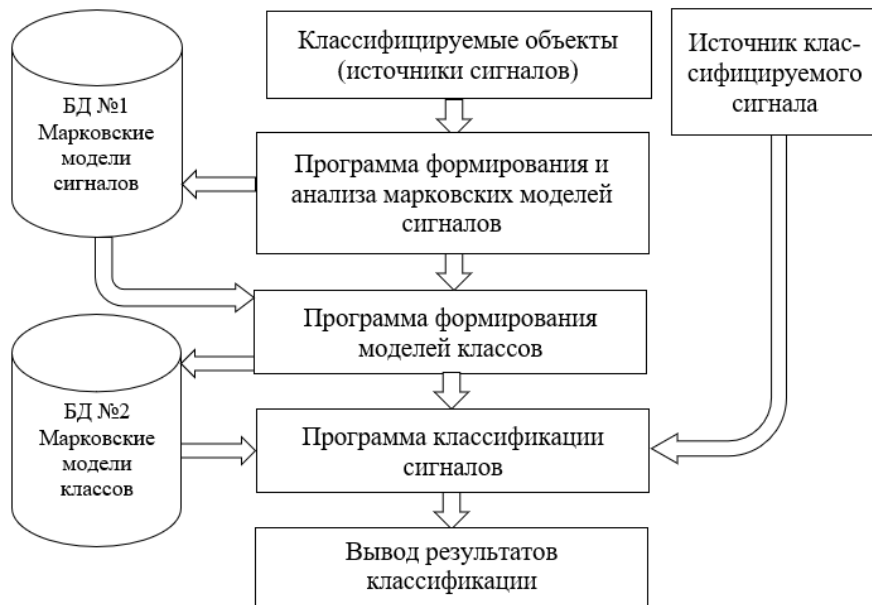 Классифицируемые объекты
(источники сигналов)
Источник клас-
сифицируемого
сигнала
БД №1
Марковские
модели
сигналов
Программа формирования и
анализа марковских моделей
сигналов
Программа формирования
моделей классов
БД №2
Марковские
модели
классов
Программа классификации
сигналов
Вывод результатов
классификации